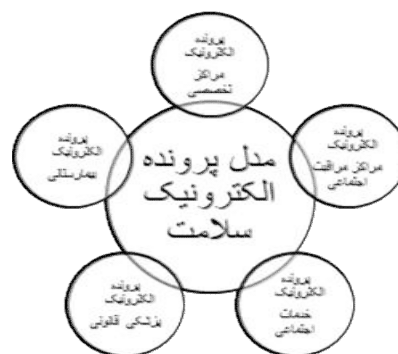 پرونده
الکترونیک
مراکز
تخصصی
پرونده
الکترونیک
مراکز مراقبت
اجتماعی
پرونده
الکترونیک
بیمارستانی
مدل پرونده
الکترونیک
سلامت
پرونده
الکترونیک
خدمات
اجتماعی
پرونده
الکترونیک
پزشکی قانونی